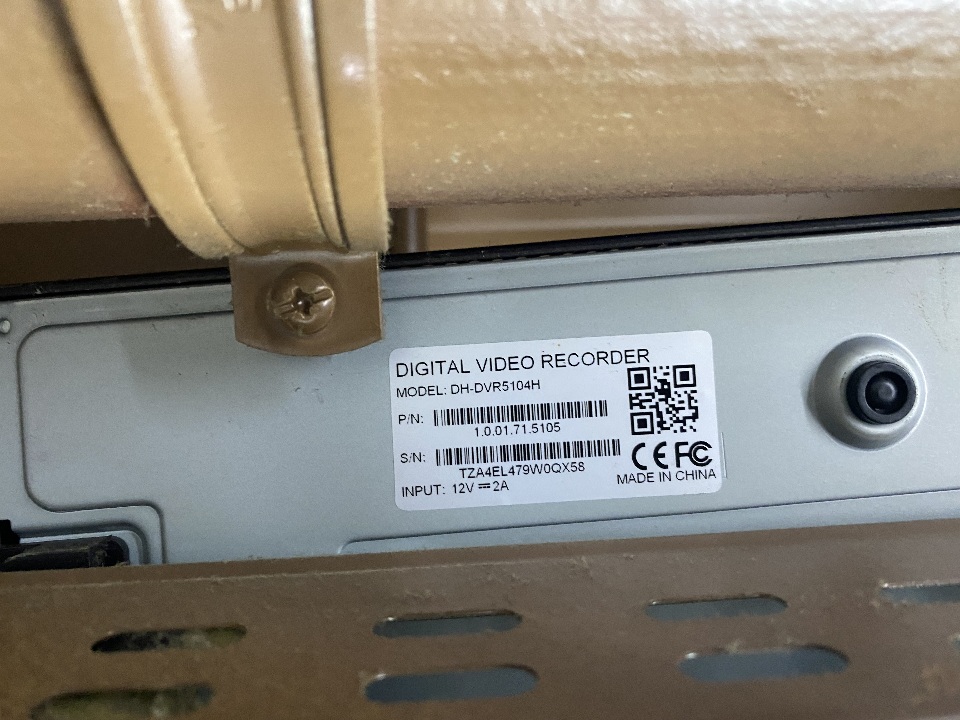 DIGITAL VIDEO RECORDER
MODEL: DH-DVR5104H
P/N:
1.0.01.71.5105
S/N:
TZA4EL479W0QX58
INPUT: 12V ⎓ 2A
CE FC
MADE IN CHINA